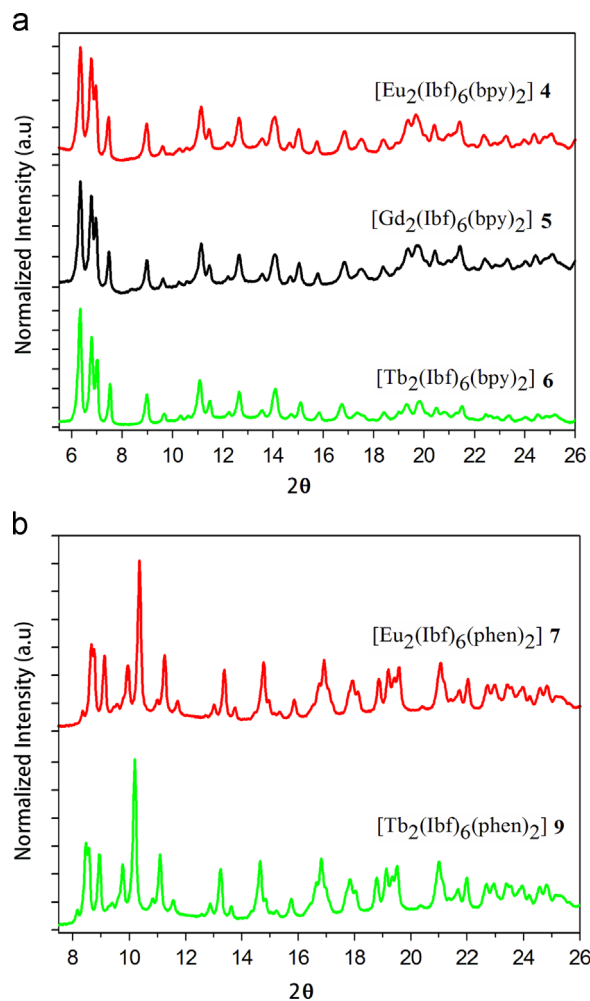 a
[Eu2(Ibf)6(bpy)2] 4
[Gd2(Ibf)6(bpy)2] 5
[Tb2(Ibf)6(bpy)2] 6
Normalized Intensity (a.u)
6 8 10 12 14 16 18 20 22 24 26
2θ
b
[Eu2(Ibf)6(phen)2] 7
[Tb2(Ibf)6(phen)2] 9
Normalized Intensity (a.u)
8 10 12 14 16 18 20 22 24 26
2θ